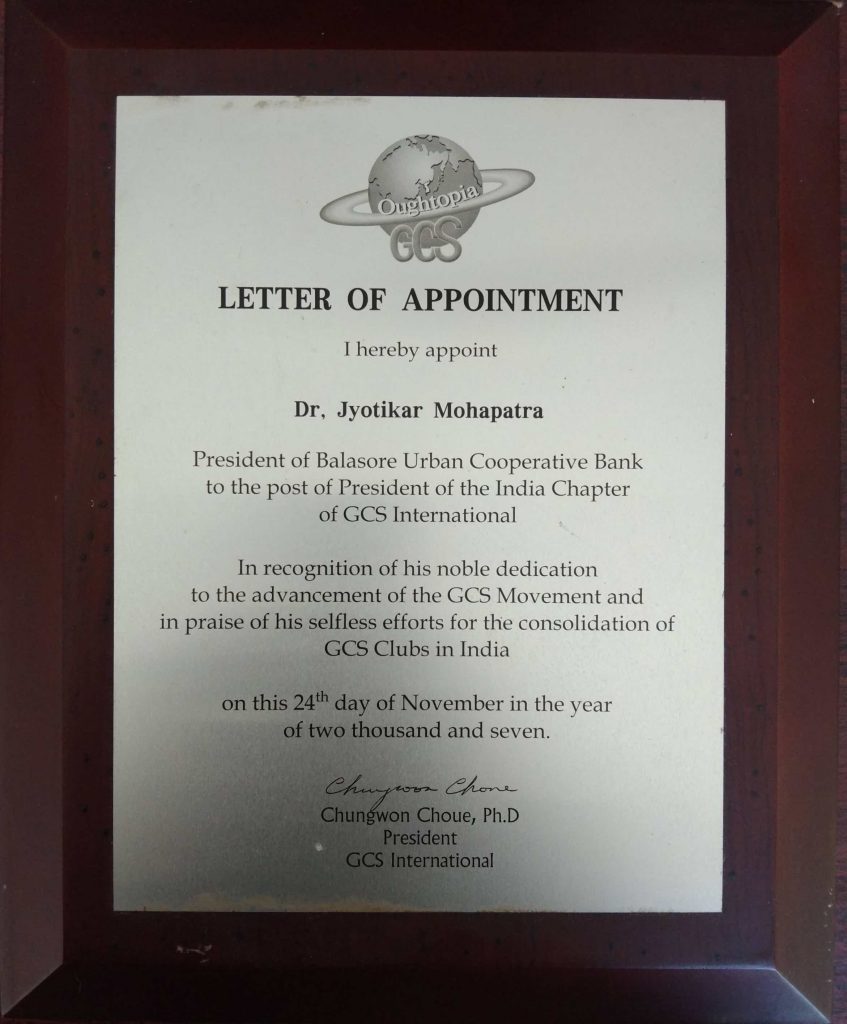 Oughtopia
GCS
LETTER OF APPOINTMENT
I hereby appoint
Dr, Jyotikar Mohapatra
President of Balasore Urban Cooperative Bank
to the post of President of the India Chapter
of GCS International
In recognition of his noble dedication
to the advancement of the GCS Movement and
in praise of his selfless efforts for the consolidation of
GCS Clubs in India
on this 24th day of November in the year
of two thousand and seven.
Chungwon Choue
Chungwon Choue, Ph.D
President
GCS International